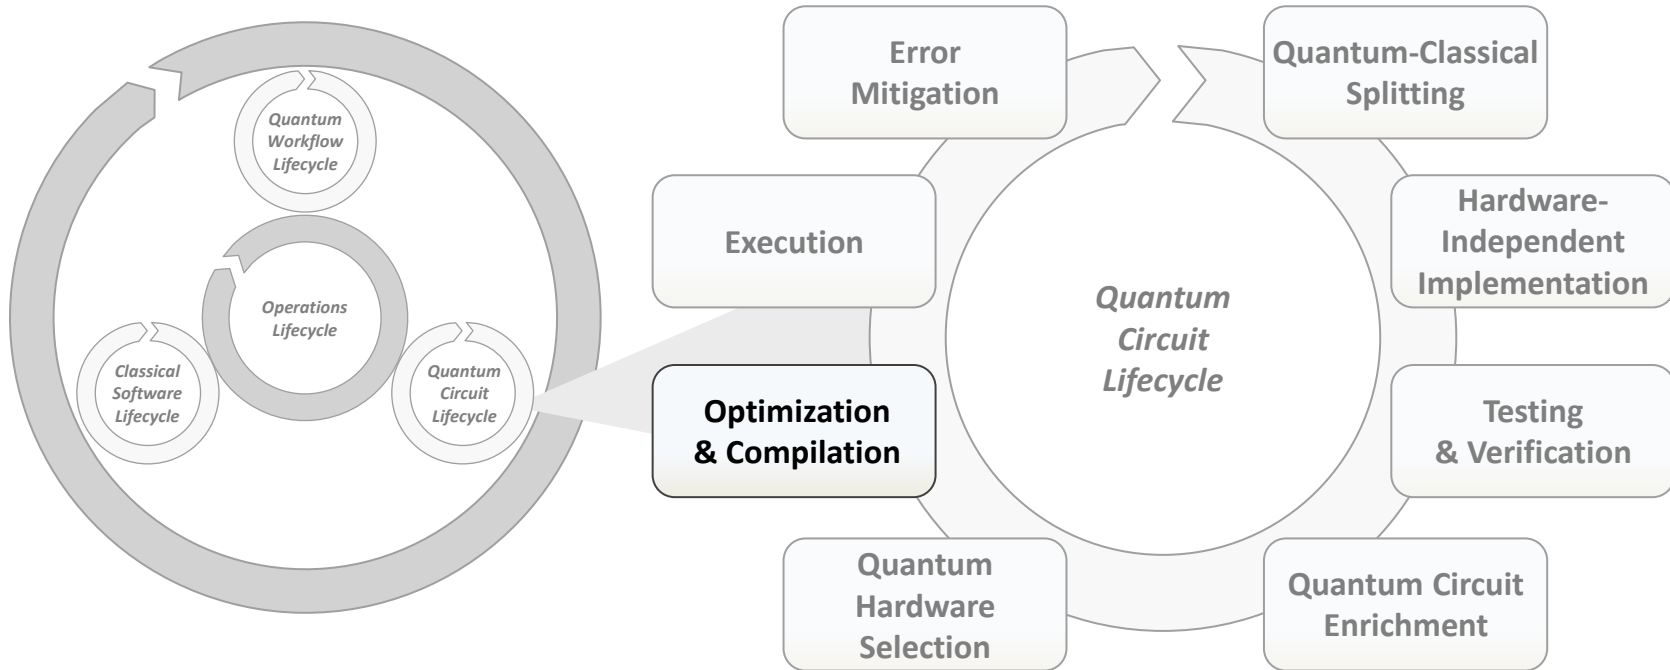 Quantum
Workflow
Lifecycle
Operations
Lifecycle
Classical
Software
Lifecycle
Quantum
Circuit
Lifecycle
Quantum
Circuit
Lifecycle
Quantum-Classical
Splitting
Hardware-
Independent
Implementation
Testing
& Verification
Quantum Circuit
Enrichment
Quantum
Hardware
Selection
Optimization
& Compilation
Execution
Error
Mitigation